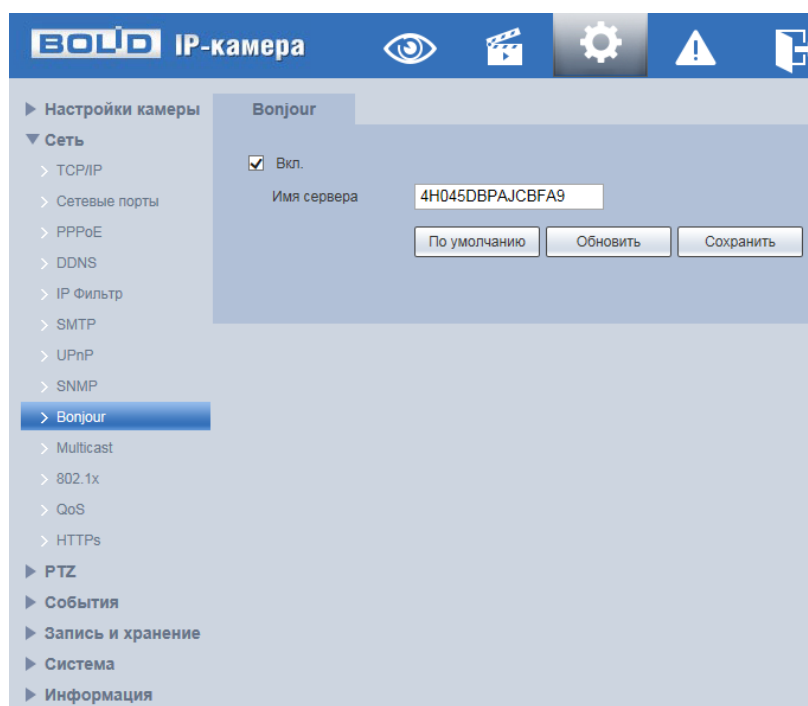 BOLID IP-камера
Настройки камеры
Сеть
TCP/IP
Сетевые порты
PPPoE
DDNS
IP Фильтр
SMTP
UPnP
SNMP
Bonjour
Multicast
802.1x
QoS
HTTPs
PTZ
События
Запись и хранение
Система
Информация
Bonjour
Вкл.
Имя сервера 4H045DBPAJCBFA9
По умолчанию Обновить Сохранить